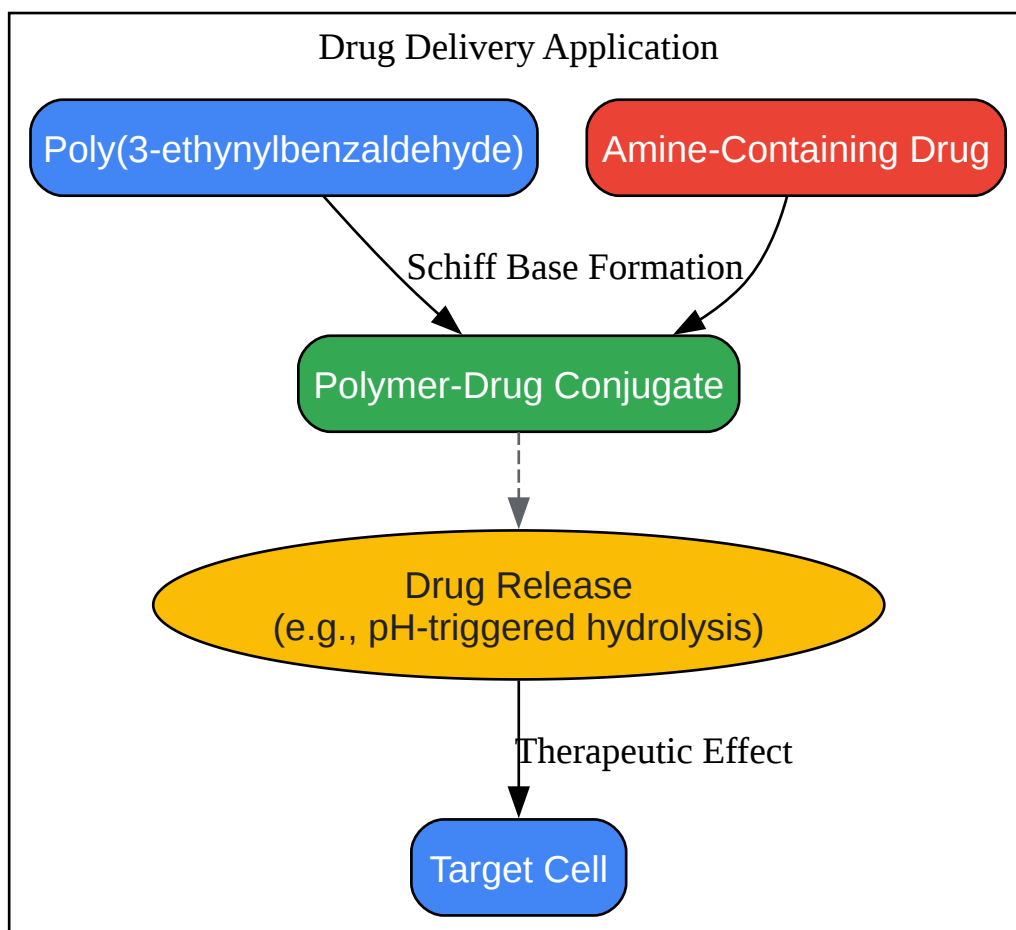 Drug Delivery Application
Poly(3-ethynylbenzaldehyde)
Amine-Containing Drug
Schiff Base Formation
Polymer-Drug Conjugate
Drug Release
(e.g., pH-triggered hydrolysis)
Therapeutic Effect
Target Cell